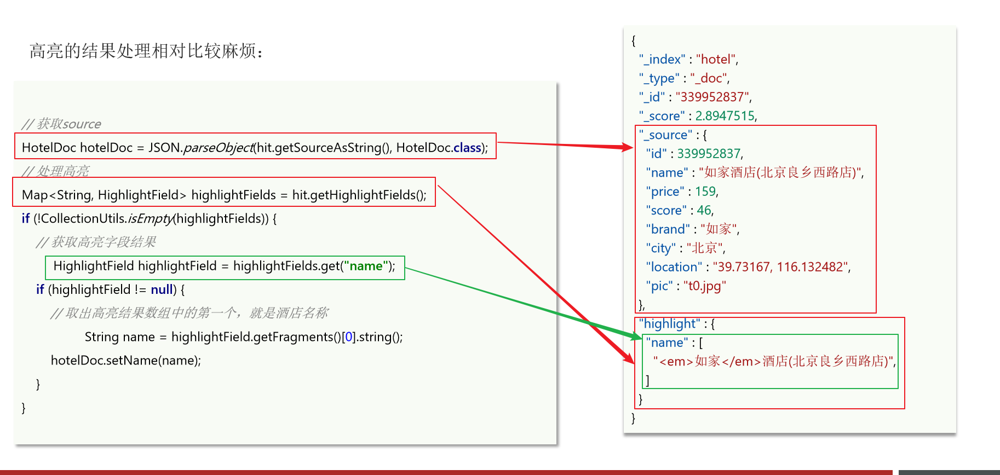 高亮的结果处理相对比较麻烦：
// 获取source
HotelDoc hotelDoc = JSON.parseObject(hit.getSourceAsString(), HotelDoc.class);
// 处理高亮
Map<String, HighlightField> highlightFields = hit.getHighlightFields();
if (!CollectionUtils.isEmpty(highlightFields)) {
// 获取高亮字段结果
HighlightField highlightField = highlightFields.get("name");
if (highlightField != null) {
// 取出高亮结果数组中的第一个，就是酒店名称
String name = highlightField.getFragments()[0].string();
hotelDoc.setName(name);
}
}
{
"_index" : "hotel",
"_type" : "_doc",
"_id" : "339952837",
"_score" : 2.8947515,
"_source" : {
"id" : 339952837,
"name" : "如家酒店(北京良乡西路店)",
"price" : 159,
"score" : 46,
"brand" : "如家",
"city" : "北京",
"location" : "39.73167, 116.132482",
"pic" : "t0.jpg"
},
"highlight" : {
"name" : [
"<em>如家</em>酒店(北京良乡西路店)",
]
}
}